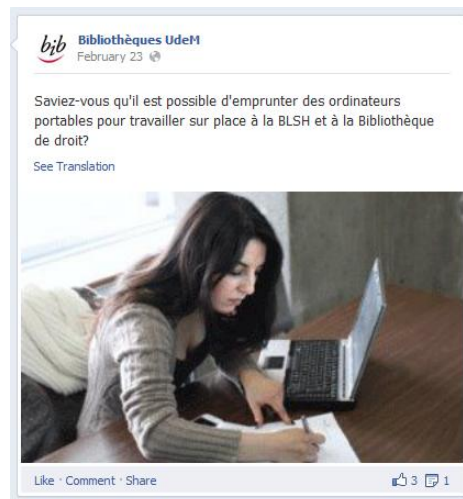 bib
Bibliothèques UdeM
February 23
Saviez-vous qu'il est possible d'emprunter des ordinateurs
portables pour travailler sur place à la BLSH et à la Bibliothèque
de droit?
See Translation
Like · Comment · Share
3 1